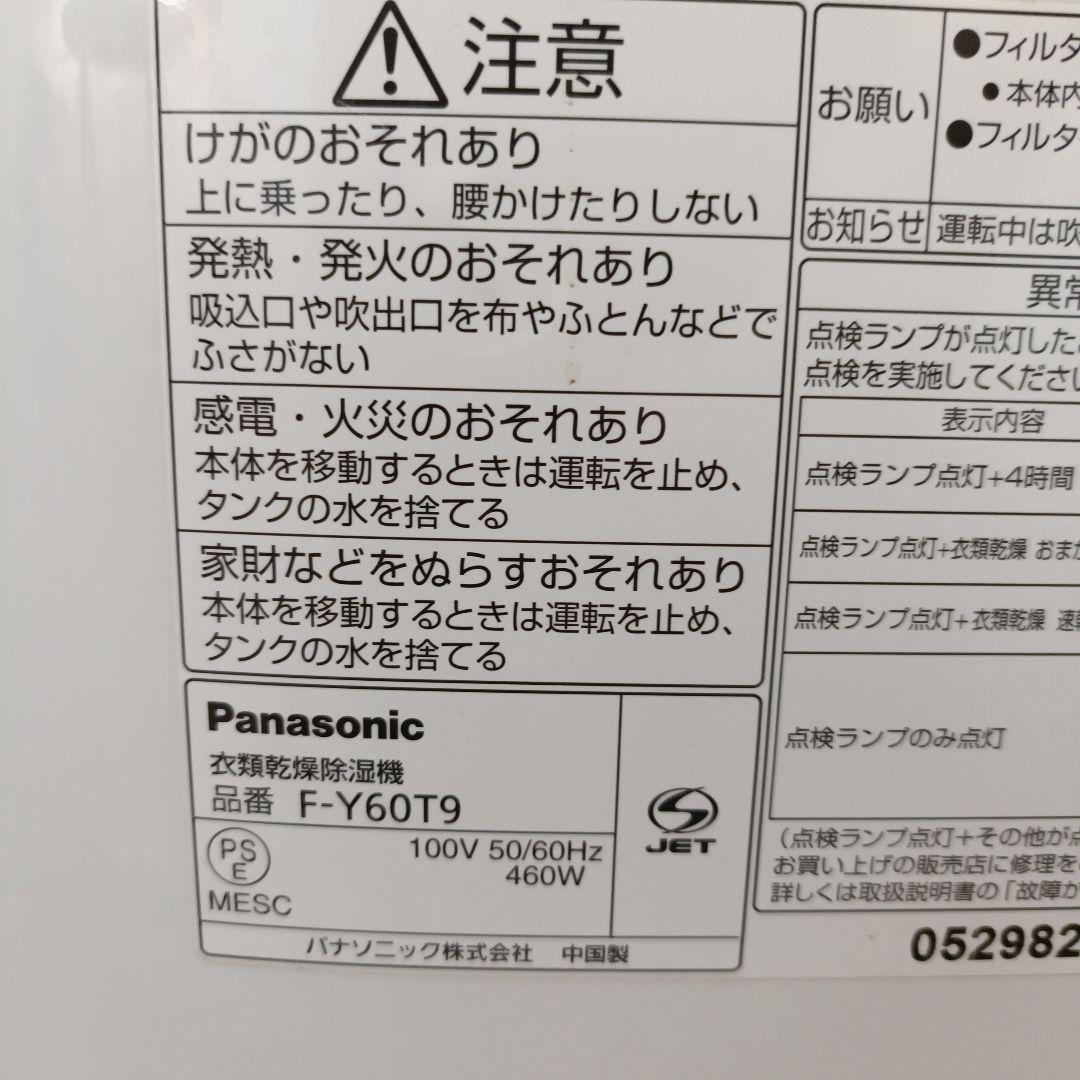 注意
けがのおそれあり
上に乗ったり、腰かけたりしない
発熱・発火のおそれあり
吸込口や吹出口を布やふとんなどで
ふさがない
感電・火災のおそれあり
本体を移動するときは運転を止め、
タンクの水を捨てる
家財などをぬらすおそれあり
本体を移動するときは運転を止め、
タンクの水を捨てる
Panasonic
衣類乾燥除湿機
品番 F-Y60T9
PS
E
MESC
100V 50/60Hz
460W
JET
パナソニック株式会社 中国製
お願い
●フィルタ
●本体内
●フィルタ
お知らせ
運転中は吹
異常
点検ランプが点灯した
点検を実施してください
表示内容
点検ランプ点灯+4時間
点検ランプ点灯+衣類乾燥 おまか
点検ランプ点灯+衣類乾燥 速乾
点検ランプのみ点灯
(点検ランプ点灯+その他が点
お買い上げの販売店に修理を
詳しくは取扱説明書の「故障か
052982